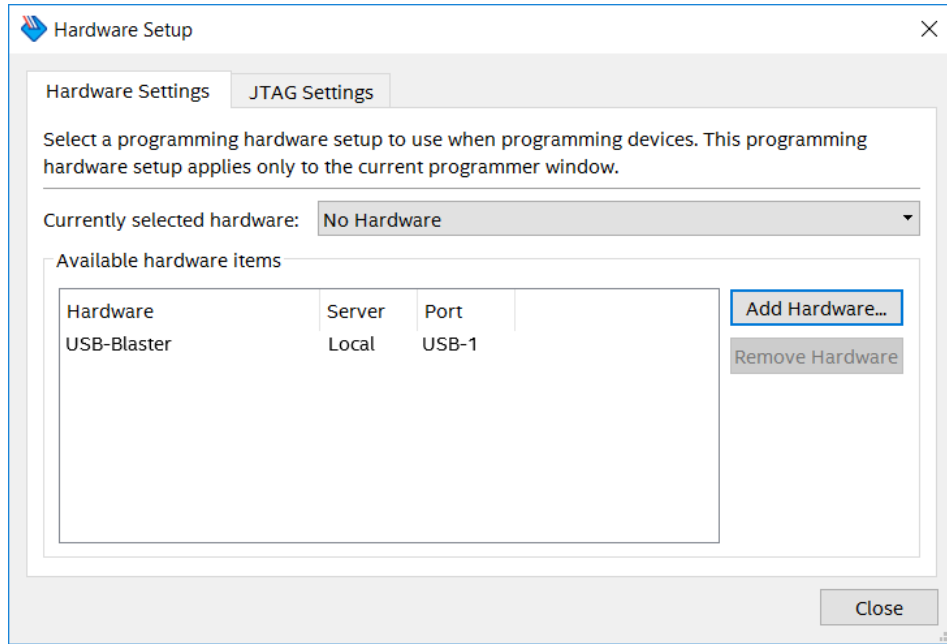 Hardware Setup
Hardware Settings
JTAG Settings
Select a programming hardware setup to use when programming devices. This programming
hardware setup applies only to the current programmer window.
Currently selected hardware: No Hardware
Available hardware items
Hardware Server Port
USB-Blaster Local USB-1
Add Hardware...
Remove Hardware
Close